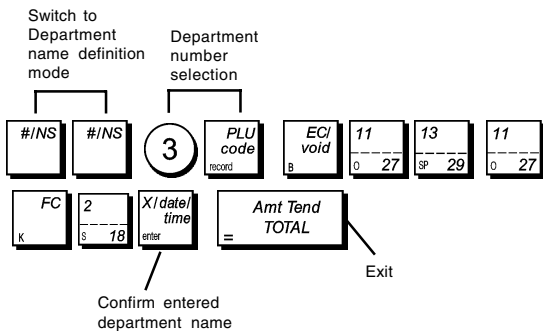 Switch to
Department
name definition
mode
Department
number
selection
#/NS
#/NS
3
PLU
code
record
EC/
void
B
11
O 27
13
SP 29
11
O 27
FC
K
2
S 18
X/date/
time
enter
Amt Tend
TOTAL
=
Exit
Confirm entered
department name